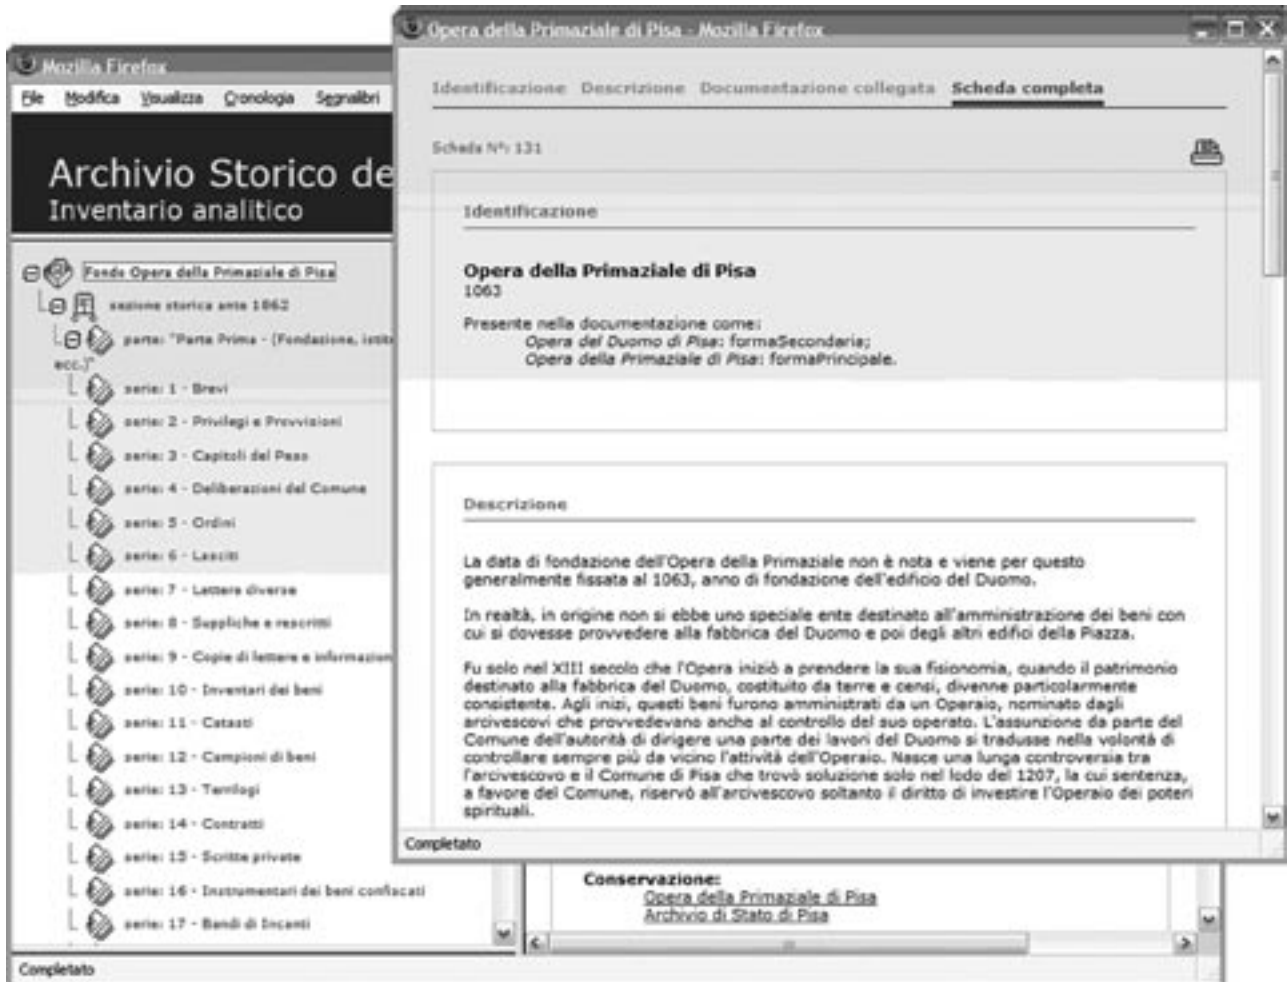 Mozilla Firefox
File Modifica Visualizza Cronologia Segnalibri
Archivio Storico de
Inventario analitico
Fondo Opera della Primaziale di Pisa
sezione storica ante 1862
parte: "Parte Prima - (Fondazione, istit
ecc.)"
serie: 1 - Brevi
serie: 2 - Privilegi e Provvisioni
serie: 3 - Capitoli del Peso
serie: 4 - Deliberazioni del Comune
serie: 5 - Ordini
serie: 6 - Lasciti
serie: 7 - Lettere diverse
serie: 8 - Suppliche e rescritti
serie: 9 - Copie di lettere e informazion
serie: 10 - Inventari dei beni
serie: 11 - Catasti
serie: 12 - Campioni di beni
serie: 13 - Terrilogi
serie: 14 - Contratti
serie: 15 - Scritte private
serie: 16 - Instrumentari dei beni confiscati
serie: 17 - Bandi di Incanti
Completato
Opera della Primaziale di Pisa - Mozilla Firefox
Identificazione Descrizione Documentazione collegata Scheda completa
Scheda N°: 131
Identificazione
Opera della Primaziale di Pisa
1063
Presente nella documentazione come:
Opera del Duomo di Pisa: formaSecondaria;
Opera della Primaziale di Pisa: formaPrincipale.
Descrizione
La data di fondazione dell'Opera della Primaziale non è nota e viene per questo
generalmente fissata al 1063, anno di fondazione dell'edificio del Duomo.
In realtà, in origine non si ebbe uno speciale ente destinato all'amministrazione dei beni con
cui si dovesse provvedere alla fabbrica del Duomo e poi degli altri edifici della Piazza.
Fu solo nel XIII secolo che l'Opera iniziò a prendere la sua fisionomia, quando il patrimonio
destinato alla fabbrica del Duomo, costituito da terre e censi, divenne particolarmente
consistente. Agli inizi, questi beni furono amministrati da un Operaio, nominato dagli
arcivescovi che provvedevano anche al controllo del suo operato. L'assunzione da parte del
Comune dell'autorità di dirigere una parte dei lavori del Duomo si tradusse nella volontà di
controllare sempre più da vicino l'attività dell'Operaio. Nasce una lunga controversia tra
l'arcivescovo e il Comune di Pisa che trovò soluzione solo nel lodo del 1207, la cui sentenza,
a favore del Comune, riservò all'arcivescovo soltanto il diritto di investire l'Operaio dei poteri
spirituali.
Completato
Conservazione:
Opera della Primaziale di Pisa
Archivio di Stato di Pisa